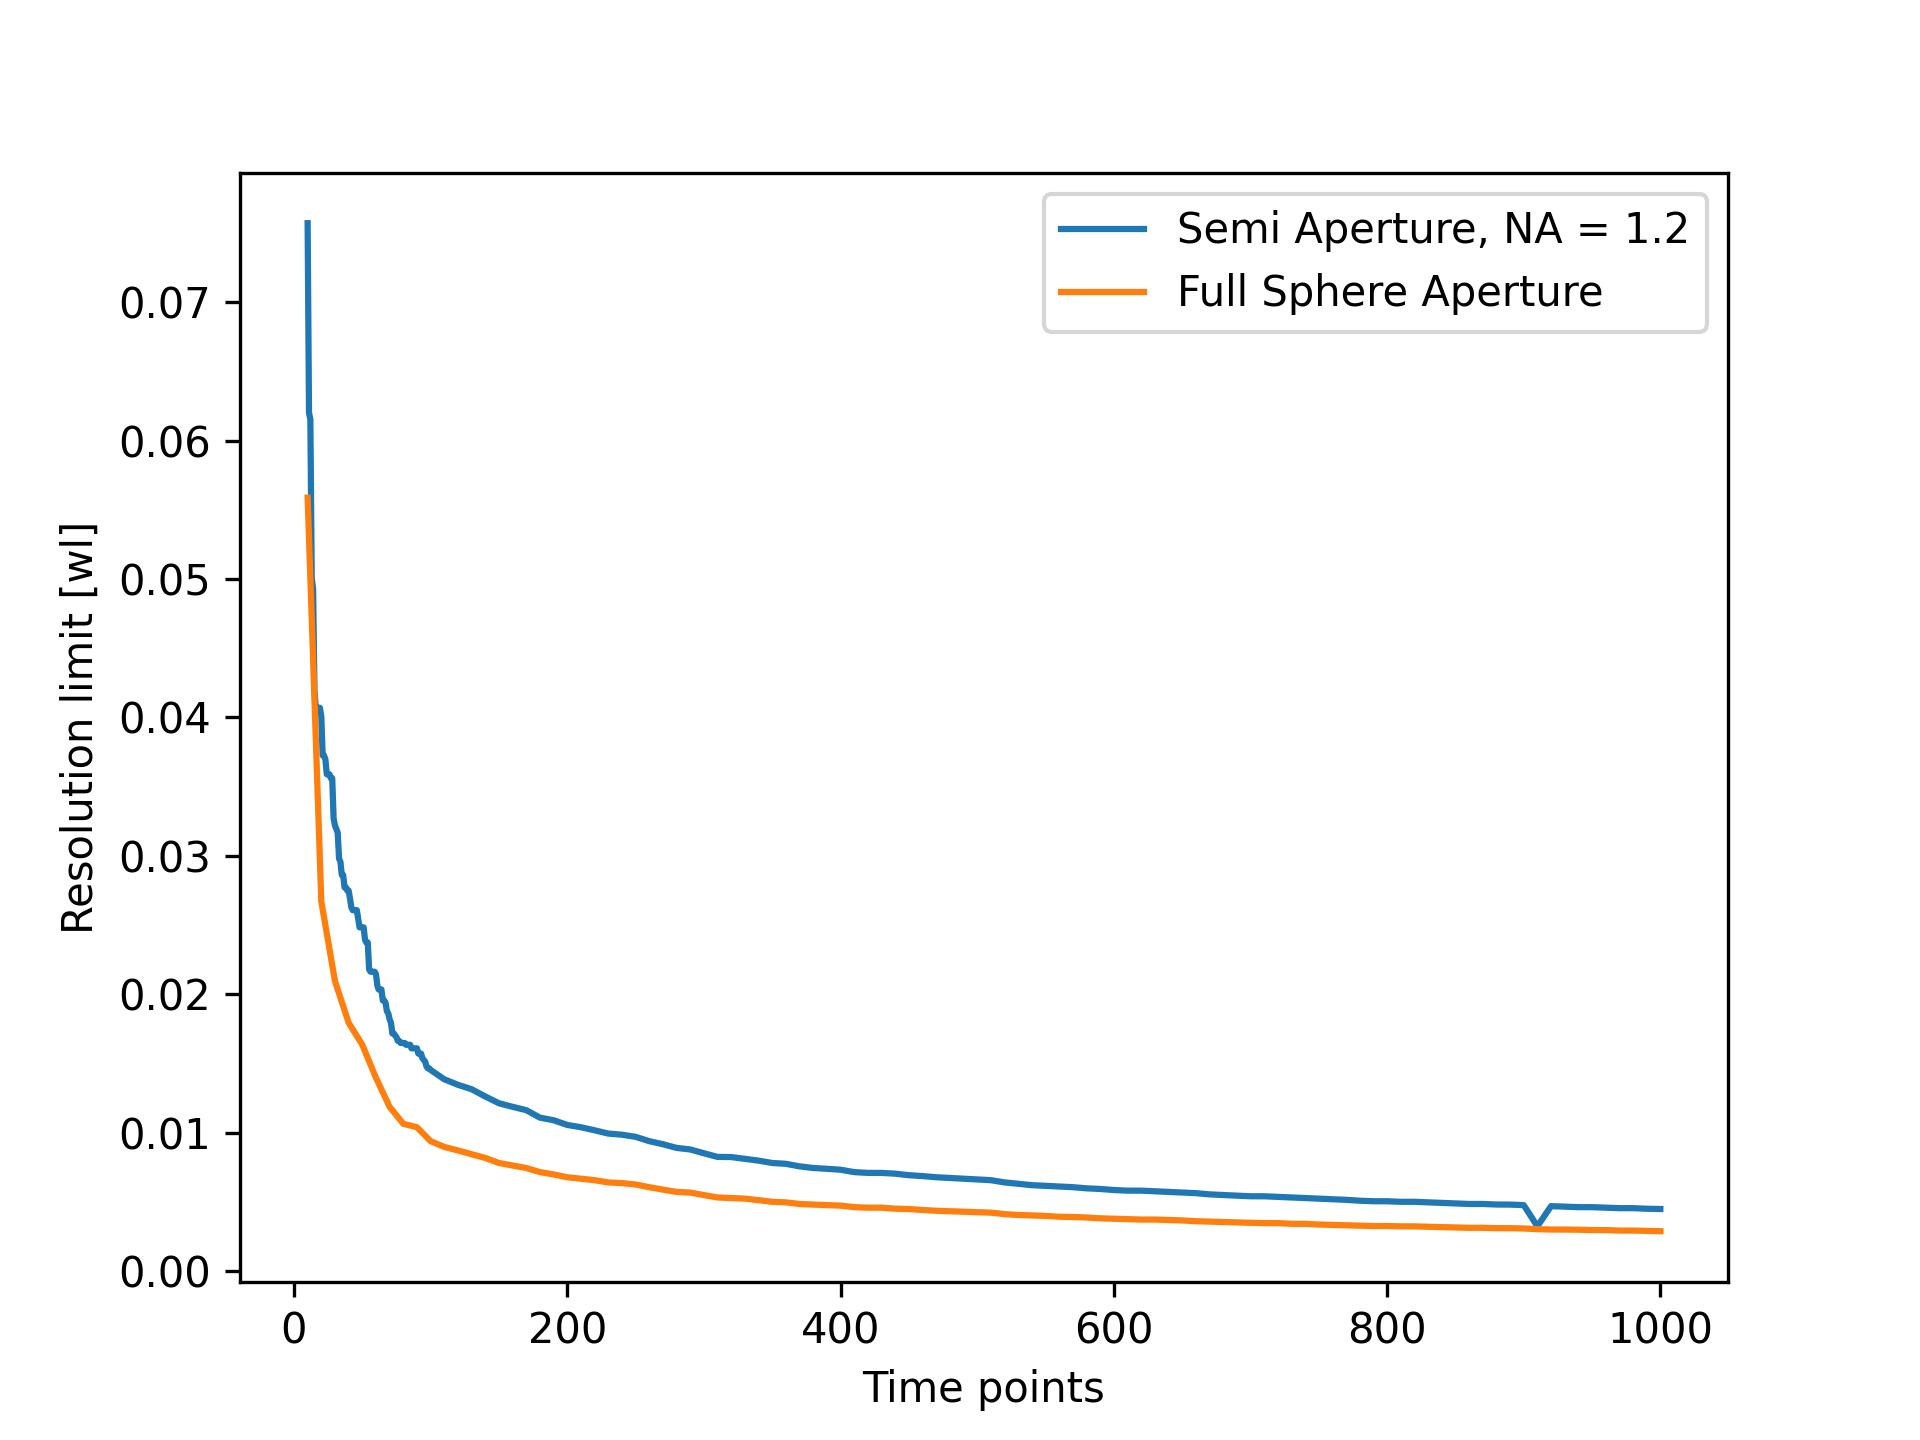 Semi Aperture, NA = 1.2
Full Sphere Aperture
0.07
0.06
0.05
0.04
0.03
0.02
0.01
0.00
Resolution limit [wl]
0 200 400 600 800 1000
Time points